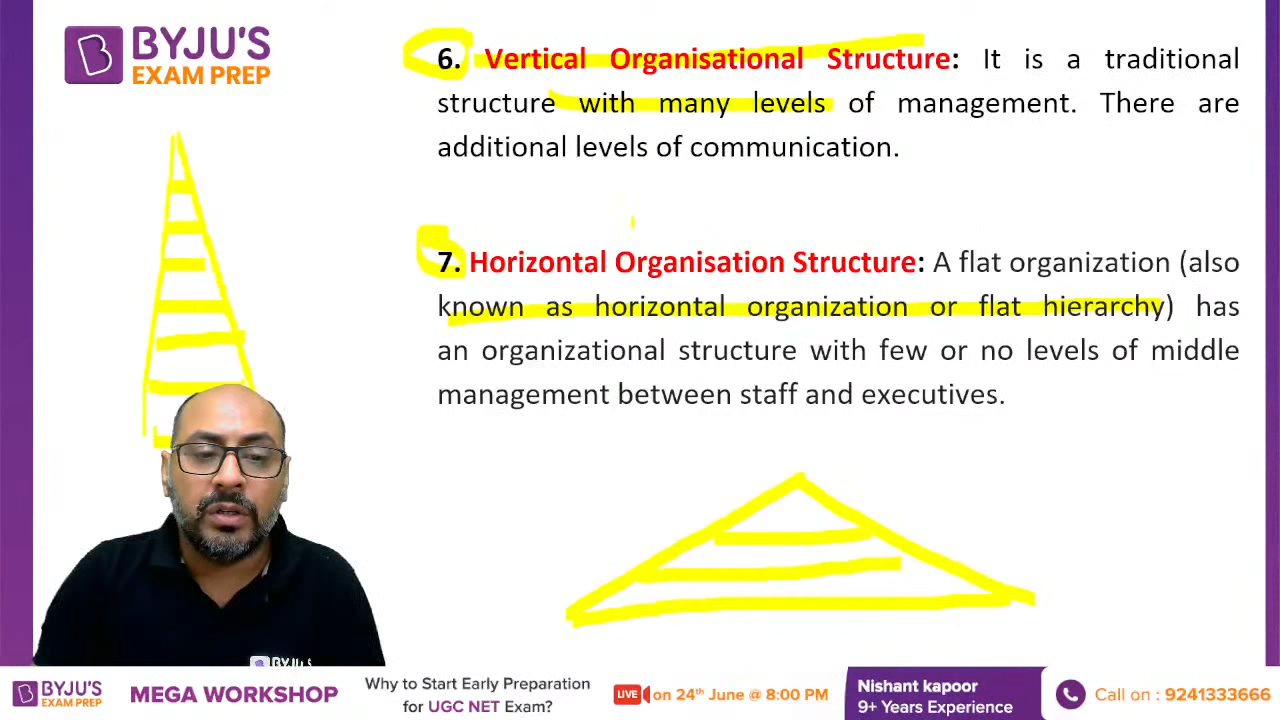 BYJU'S
EXAM PREP
6. Vertical Organisational Structure: It is a traditional
structure with many levels of management. There are
additional levels of communication.
7. Horizontal Organisation Structure: A flat organization (also
known as horizontal organization or flat hierarchy) has
an organizational structure with few or no levels of middle
management between staff and executives.
BYJU'S
BYJU'S
EXAM PREP
MEGA WORKSHOP
Why to Start Early Preparation
for UGC NET Exam?
LIVE on 24th June @ 8:00 PM
Nishant kapoor
9+ Years Experience
Call on : 9241333666